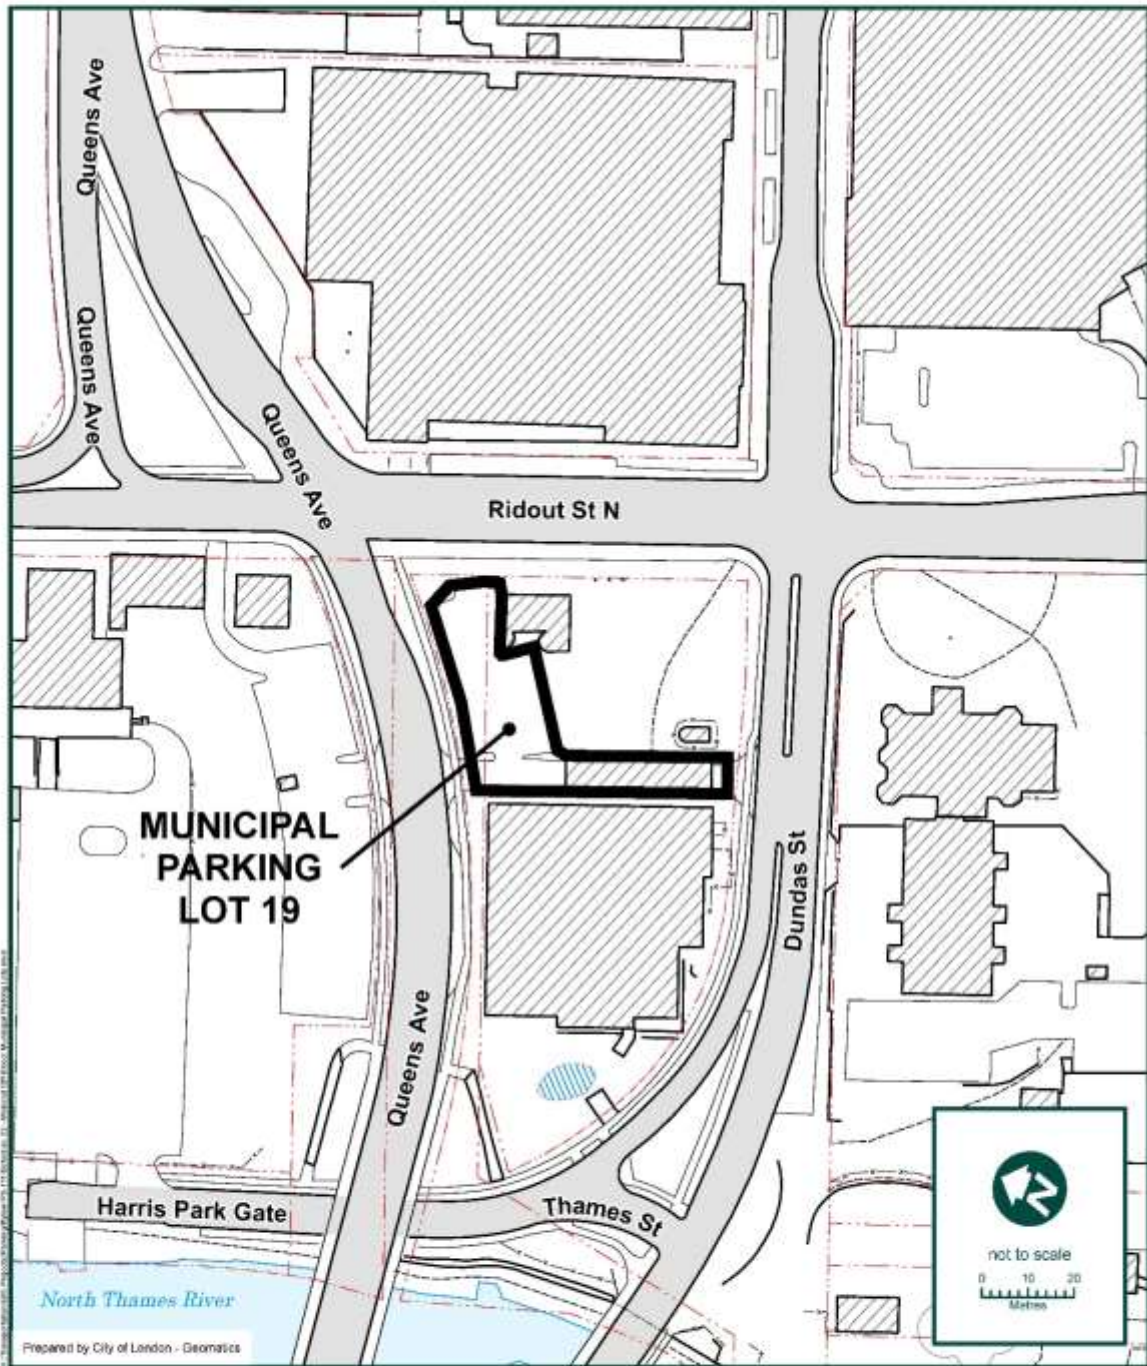 Queens Ave
Queens Ave
Queens Ave
Ridout St N
MUNICIPAL
PARKING
LOT 19
Dundas St
Queens Ave
Harris Park Gate
Thames St
North Thames River
N
not to scale
0 10 20
Metres
Prepared by City of London - Geomatics